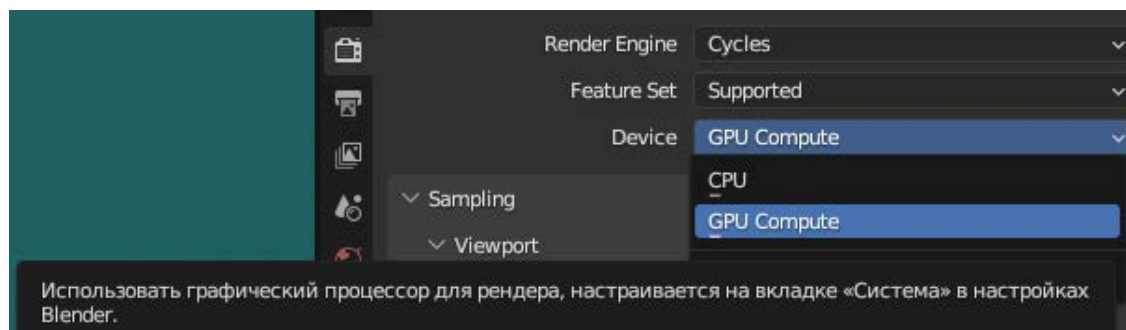 Render Engine Cycles
Feature Set Supported
Device GPU Compute
CPU
Sampling
GPU Compute
Viewport
Использовать графический процессор для рендера, настраивается на вкладке «Система» в настройках
Blender.